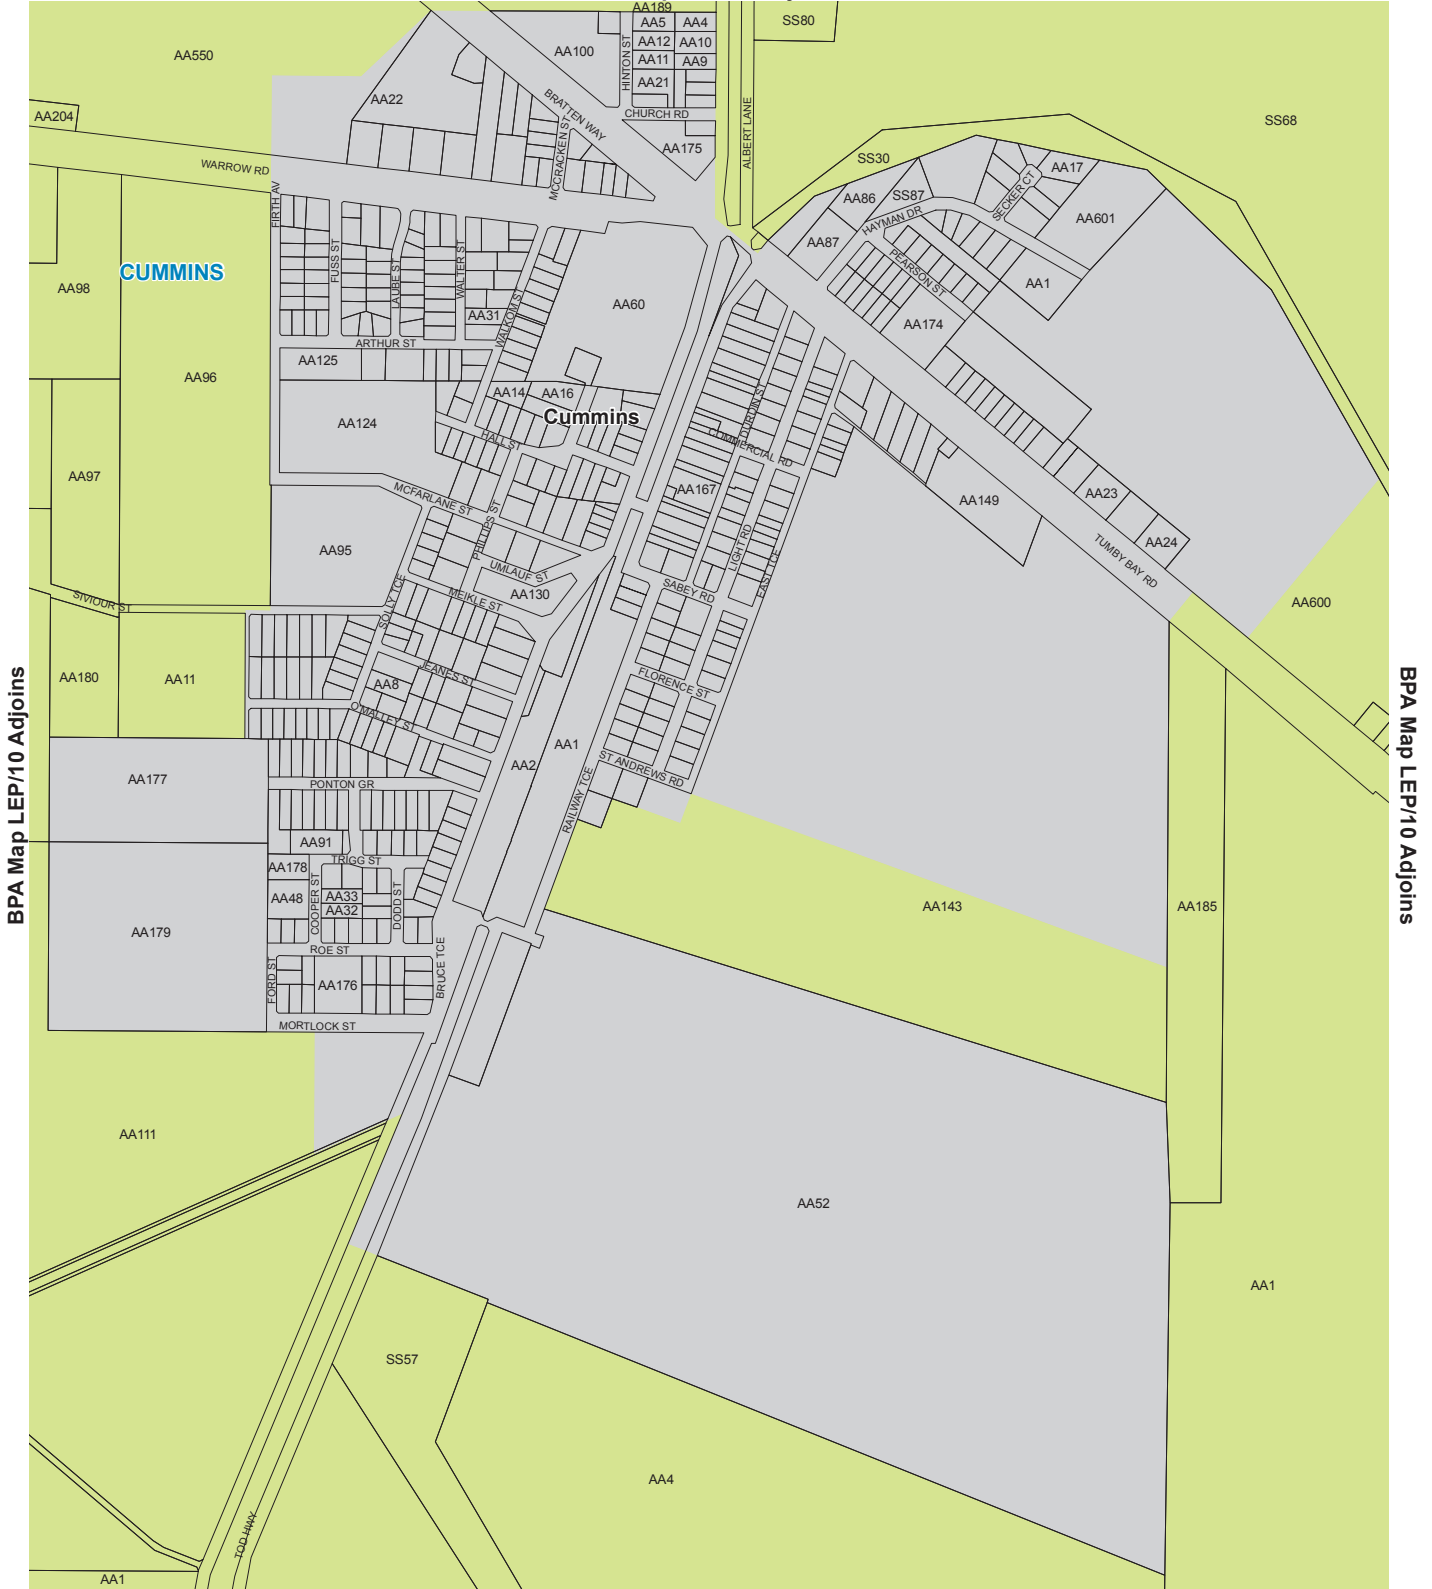 AA189
AA5
AA4
SS80
AA550
AA100
HINTON ST
AA12
AA10
AA11
AA9
AA21
AA22
BRATTEN WAY
CHURCH RD
ALBERT LANE
AA204
SS68
MCCRACKEN ST
AA175
WARROW RD
SS30
AA17
SECKER CT
FIRTH AV
AA86
SS87
HAYMAN DR
AA601
AA87
CUMMINS
FUSS ST
LAUBE ST
WALTER ST
PEARSON ST
AA98
AA1
AA60
WALKOM ST
AA31
AA174
ARTHUR ST
AA125
AA96
AA14
AA16
DURDIN ST
Cummins
AA124
HALL ST
COMMERCIAL RD
AA97
AA167
AA23
AA149
MCFARLANE ST
PHILLIPS ST
AA24
AA95
LIGHT RD
EAST TCE
TUMBY BAY RD
UMLAUF ST
SIVIOUR ST
SOLLY TCE
MEIKLE ST
AA130
SABEY RD
AA600
AA180
AA11
JEANES ST
AA8
FLORENCE ST
BPA Map LEP/10 Adjoins
BPA Map LEP/10 Adjoins
O'MALLEY ST
AA1
AA2
ST ANDREWS RD
AA177
PONTON GR
RAILWAY TCE
AA91
TRIGG ST
AA178
AA48
COOPER ST
AA33
AA32
DODD ST
AA143
AA185
AA179
ROE ST
BRUCE TCE
FORD ST
AA176
MORTLOCK ST
AA111
AA52
AA1
SS57
AA4
TOD HWY
AA1